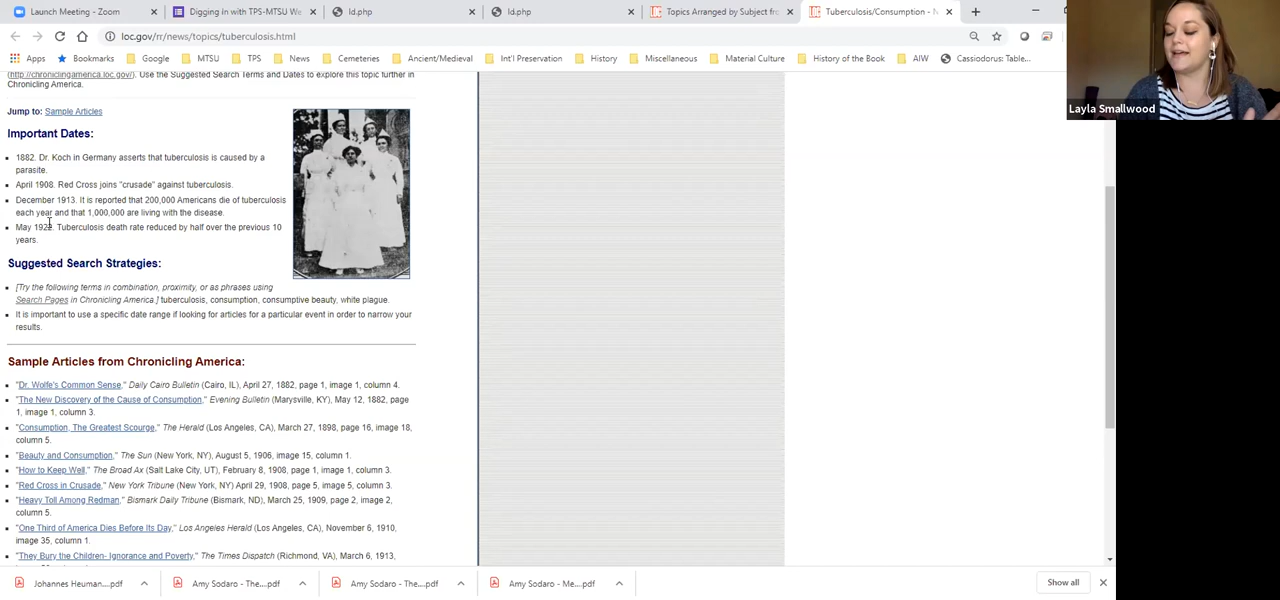 Launch Meeting - Zoom
Digging In with TPS-MTSU We
ld.php
ld.php
Topics Arranged by Subject fro
Tuberculosis/Consumption - N
loc.gov/rr/news/topics/tuberculosis.html
Apps
Bookmarks
Google
MTSU
TPS
News
Cemeteries
Ancient/Medieval
Int'l Preservation
History
Miscellaneous
Material Culture
History of the Book
AIW
Cassiodorus: Table...
Layla Smallwood
(http://chroniclingamerica.loc.gov/). Use the Suggested Search Terms and Dates to explore this topic further in
Chronicling America.
Jump to: Sample Articles
Important Dates:
1882. Dr. Koch in Germany asserts that tuberculosis is caused by a
parasite.
April 1908. Red Cross joins "crusade" against tuberculosis.
December 1913. It is reported that 200,000 Americans die of tuberculosis
each year and that 1,000,000 are living with the disease.
May 1922. Tuberculosis death rate reduced by half over the previous 10
years.
Suggested Search Strategies:
[Try the following terms in combination, proximity, or as phrases using
Search Pages in Chronicling America.] tuberculosis, consumption, consumptive beauty, white plague.
It is important to use a specific date range if looking for articles for a particular event in order to narrow your
results.
Sample Articles from Chronicling America:
"Dr. Wolfe's Common Sense," Daily Cairo Bulletin (Cairo, IL), April 27, 1882, page 1, image 1, column 4.
"The New Discovery of the Cause of Consumption," Evening Bulletin (Marysville, KY), May 12, 1882, page
1, image 1, column 3.
"Consumption, The Greatest Scourge," The Herald (Los Angeles, CA), March 27, 1898, page 16, image 18,
column 5.
"Beauty and Consumption," The Sun (New York, NY), August 5, 1906, image 15, column 1.
"How to Keep Well," The Broad Ax (Salt Lake City, UT), February 8, 1908, page 1, image 1, column 3.
"Red Cross in Crusade," New York Tribune (New York, NY) April 29, 1908, page 5, image 5, column 3.
"Heavy Toll Among Redman," Bismark Daily Tribune (Bismark, ND), March 25, 1909, page 2, image 2,
column 5.
"One Third of America Dies Before Its Day," Los Angeles Herald (Los Angeles, CA), November 6, 1910,
image 35, column 1.
"They Bury the Children- Ignorance and Poverty," The Times Dispatch (Richmond, VA), March 6, 1913,
Johannes Heuman....pdf
Amy Sodaro - The....pdf
Amy Sodaro - The....pdf
Amy Sodaro - Me....pdf
Show all